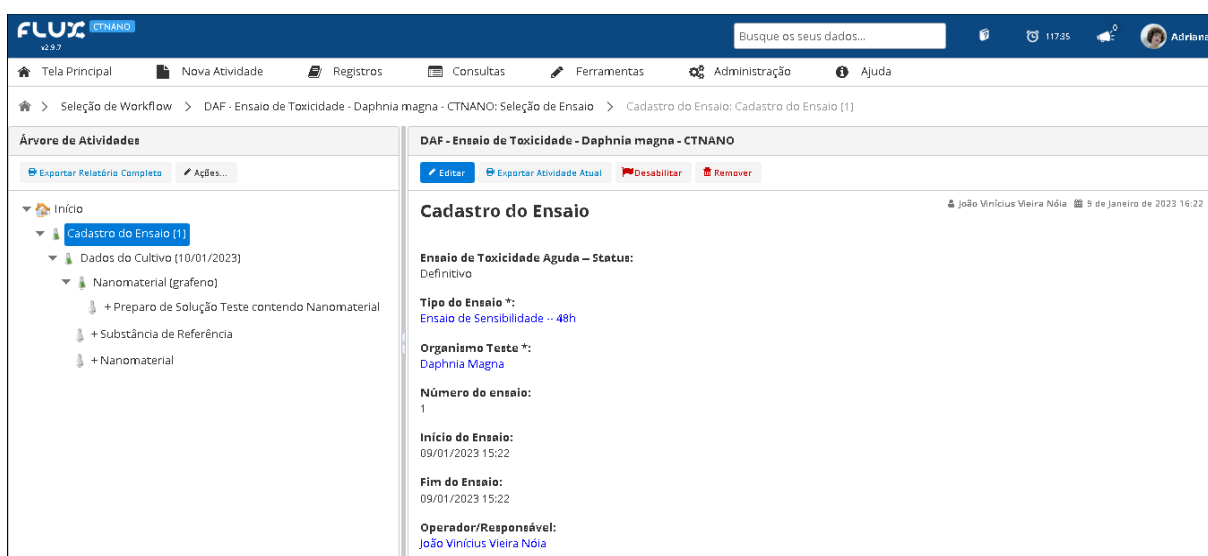 FLUX CTNANO
v2.9.7
Busque os seus dados...
11735
0
Adriana
Tela Principal
Nova Atividade
Registros
Consultas
Ferramentas
Administração
Ajuda
> Seleção de Workflow > DAF - Ensaio de Toxicidade - Daphnia magna - CTNANO: Seleção de Ensaio > Cadastro do Ensaio: Cadastro do Ensaio [1]
Árvore de Atividades
Exportar Relatório Completo
Ações...
Início
Cadastro do Ensaio [1]
Dados do Cultivo [10/01/2023]
Nanomaterial [grafeno]
+ Preparo de Solução Teste contendo Nanomaterial
+ Substância de Referência
+ Nanomaterial
DAF - Ensaio de Toxicidade - Daphnia magna - CTNANO
Editar
Exportar Atividade Atual
Desabilitar
Remover
Cadastro do Ensaio
João Vinícius Vieira Nóia
9 de Janeiro de 2023 16:22
Ensaio de Toxicidade Aguda – Status:
Definitivo
Tipo do Ensaio *:
Ensaio de Sensibilidade -- 48h
Organismo Teste *:
Daphnia Magna
Número do ensaio:
1
Início do Ensaio:
09/01/2023 15:22
Fim do Ensaio:
09/01/2023 15:22
Operador/Responsável:
João Vinícius Vieira Nóia